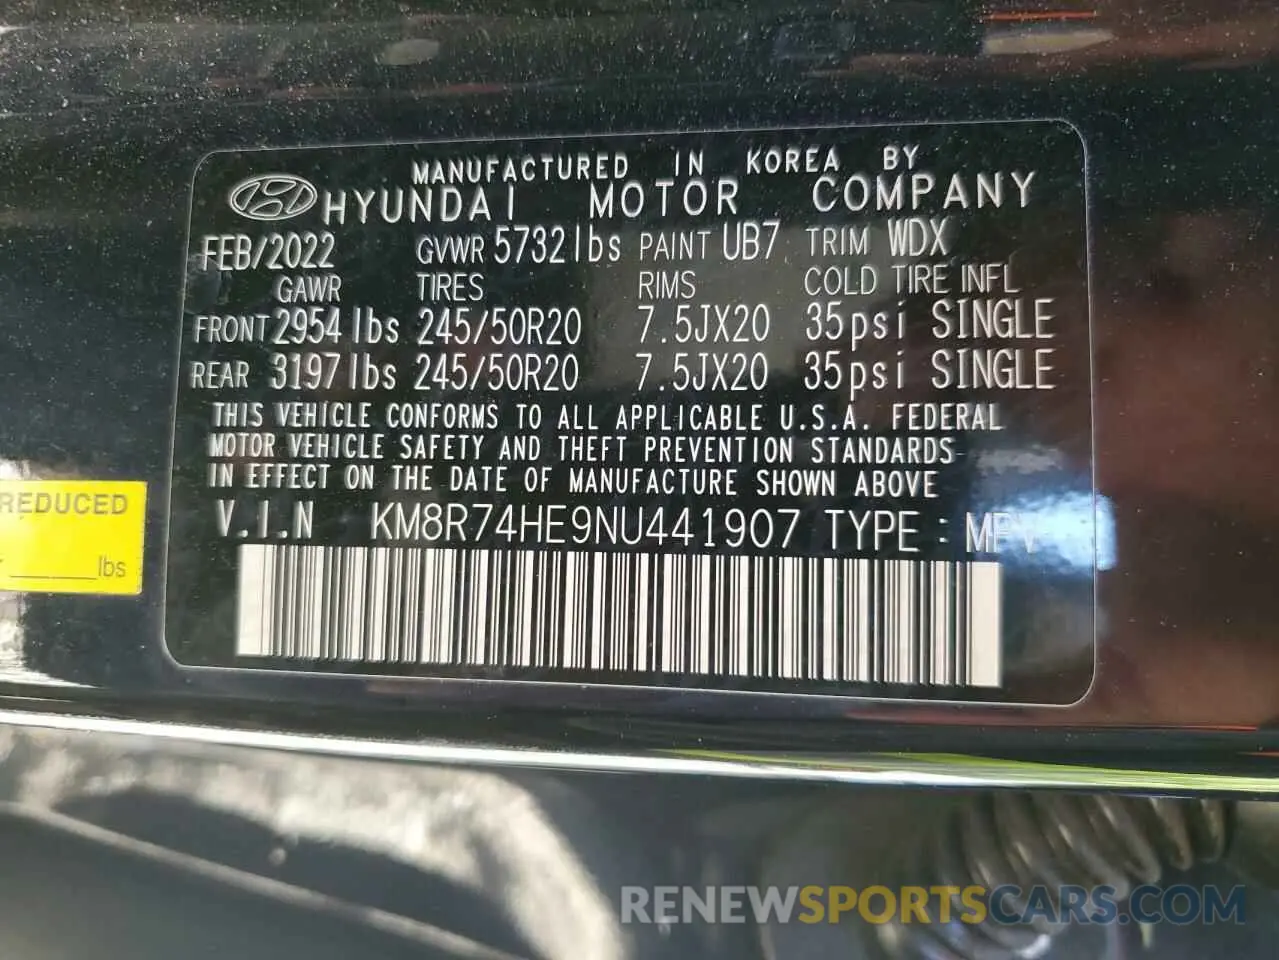 MANUFACTURED IN KOREA BY
HYUNDAI MOTOR COMPANY
FEB/2022 GVWR 5732lbs PAINT UB7 TRIM WDX
GAWR TIRES RIMS COLD TIRE INFL
FRONT 2954lbs 245/50R20 7.5JX20 35psi SINGLE
REAR 3197lbs 245/50R20 7.5JX20 35psi SINGLE
THIS VEHICLE CONFORMS TO ALL APPLICABLE U.S.A. FEDERAL
MOTOR VEHICLE SAFETY AND THEFT PREVENTION STANDARDS
IN EFFECT ON THE DATE OF MANUFACTURE SHOWN ABOVE
V.I.N KM8R74HE9NU441907 TYPE : MPV
REDUCED
lbs
RENEWSPORTSCARS.COM